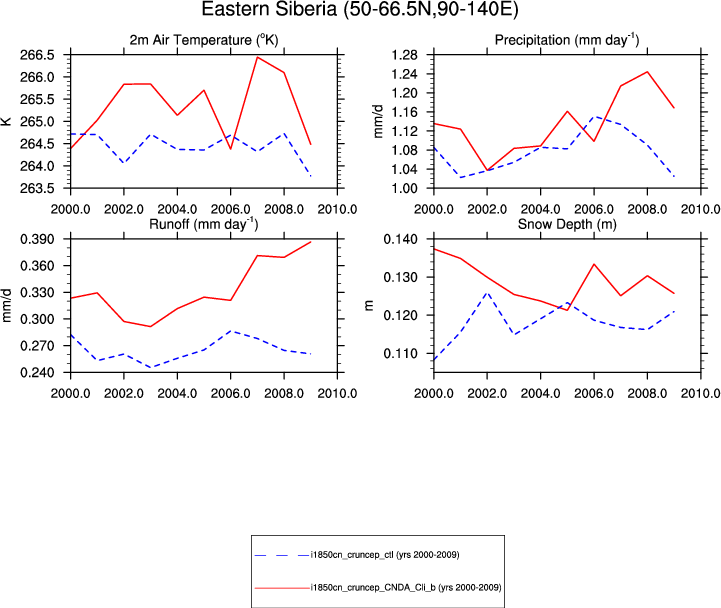 Eastern Siberia (50-66.5N,90-140E)
2m Air Temperature (°K)
266.5
266.0
265.5
265.0
264.5
264.0
263.5
K
2000.0 2002.0 2004.0 2006.0 2008.0 2010.0
Precipitation (mm day⁻¹)
1.28
1.24
1.20
1.16
1.12
1.08
1.04
1.00
mm/d
2000.0 2002.0 2004.0 2006.0 2008.0 2010.0
Runoff (mm day⁻¹)
0.390
0.360
0.330
0.300
0.270
0.240
mm/d
2000.0 2002.0 2004.0 2006.0 2008.0 2010.0
Snow Depth (m)
0.140
0.130
0.120
0.110
m
2000.0 2002.0 2004.0 2006.0 2008.0 2010.0
i1850cn_cruncep_ctl (yrs 2000-2009)
i1850cn_cruncep_CNDA_Cli_b (yrs 2000-2009)